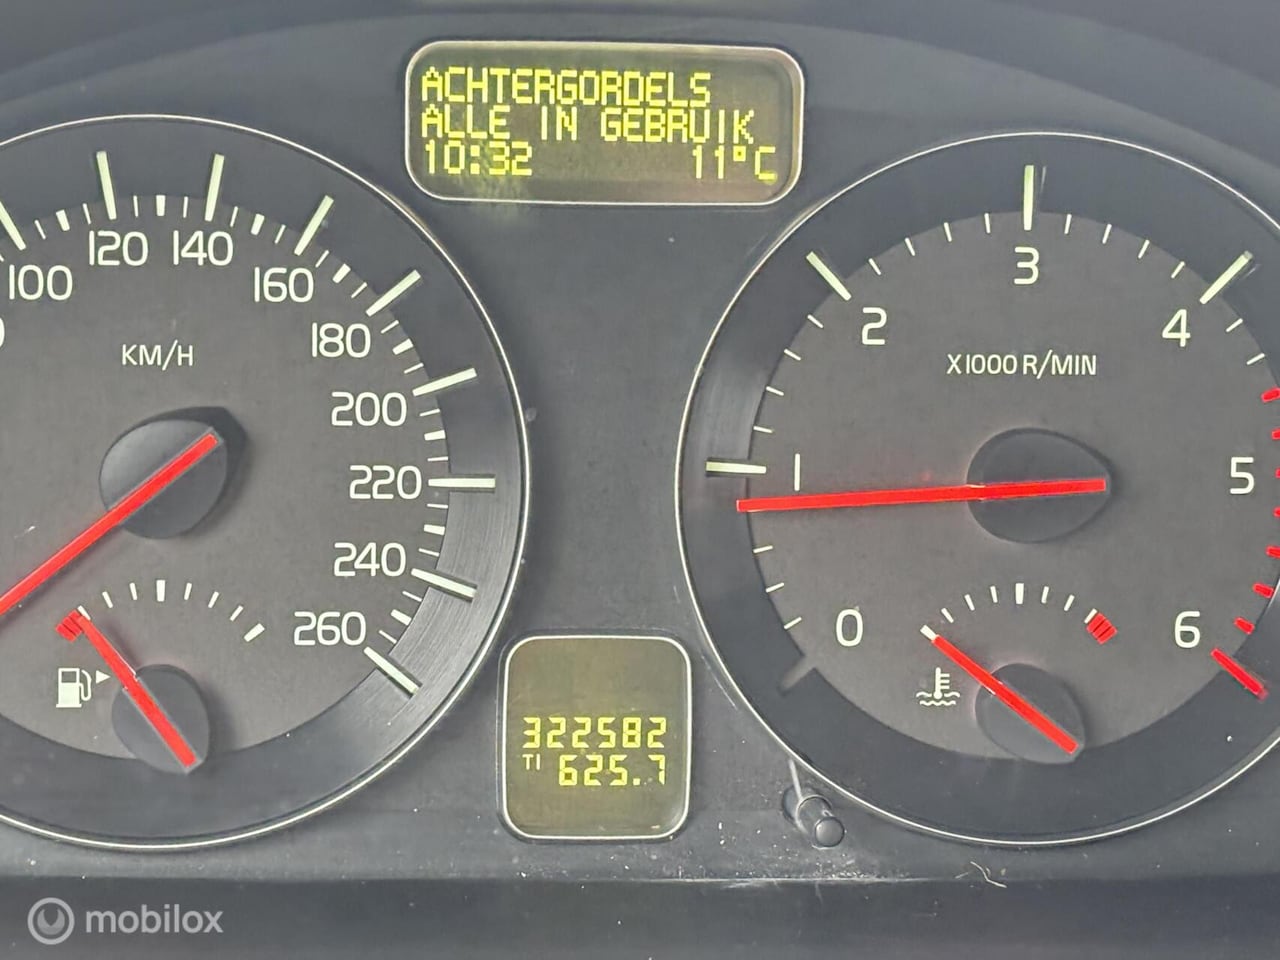 ACHTERGORDELS
ALLE IN GEBRUIK
10:32 11°C
100 120 140 160 180 200 220 240 260
KM/H
0 1 2 3 4 5 6
X1000 R/MIN
322582
T1 625.7
mobilox